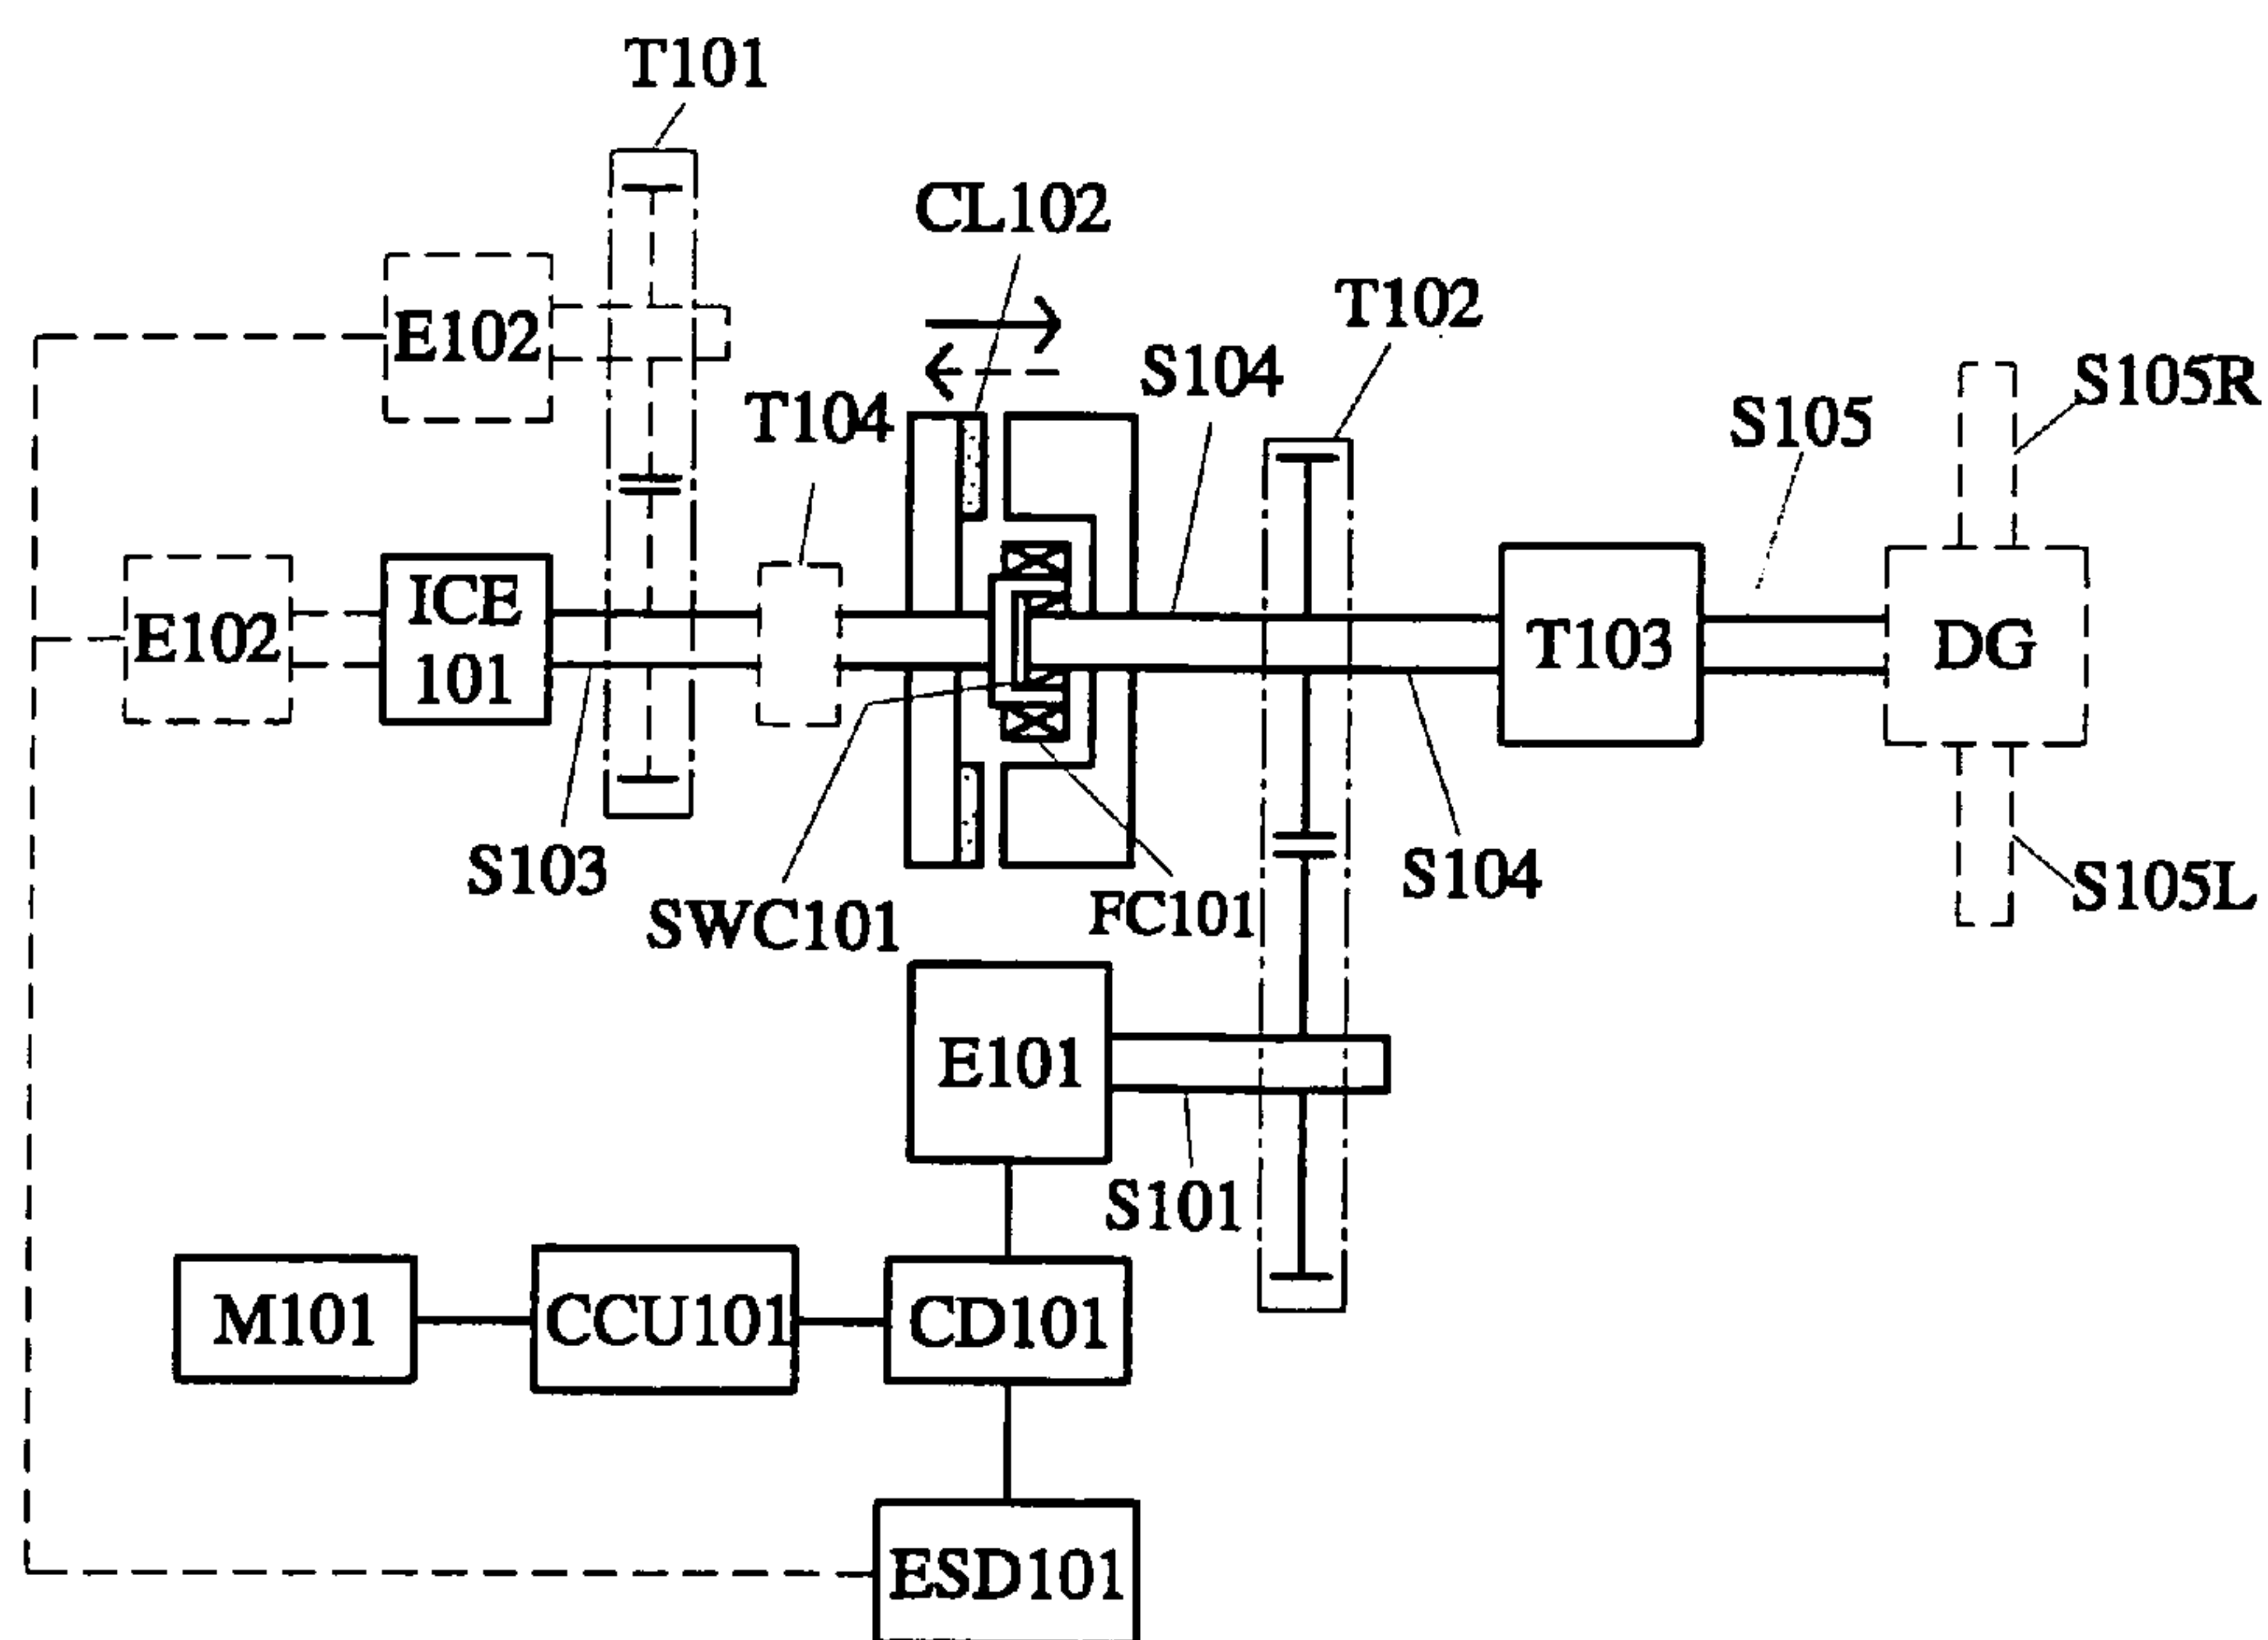 T101
CL102
E102
T102
S104
S105R
T104
S105
E102
ICE
101
T103
DG
S103
S104
S105L
SWC101
FC101
E101
S101
M101
CCU101
CD101
ESD101